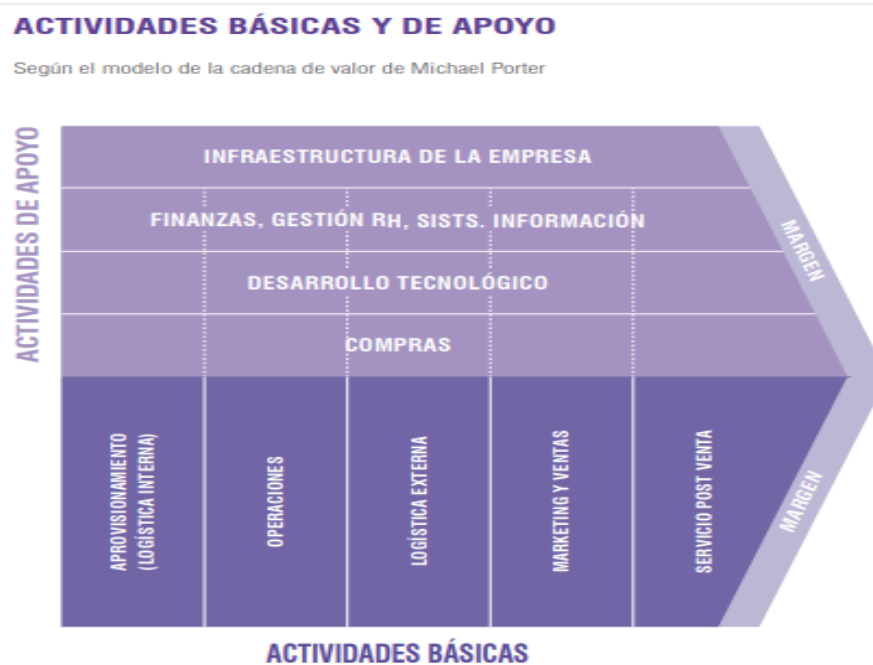 ACTIVIDADES BÁSICAS Y DE APOYO
Según el modelo de la cadena de valor de Michael Porter
ACTIVIDADES DE APOYO
INFRAESTRUCTURA DE LA EMPRESA
FINANZAS, GESTIÓN RH, SISTS. INFORMACIÓN
DESARROLLO TECNOLÓGICO
COMPRAS
MARGEN
APROVISIONAMIENTO
(LOGÍSTICA INTERNA)
OPERACIONES
LOGÍSTICA EXTERNA
MARKETING Y VENTAS
SERVICIO POST VENTA
MARGEN
ACTIVIDADES BÁSICAS